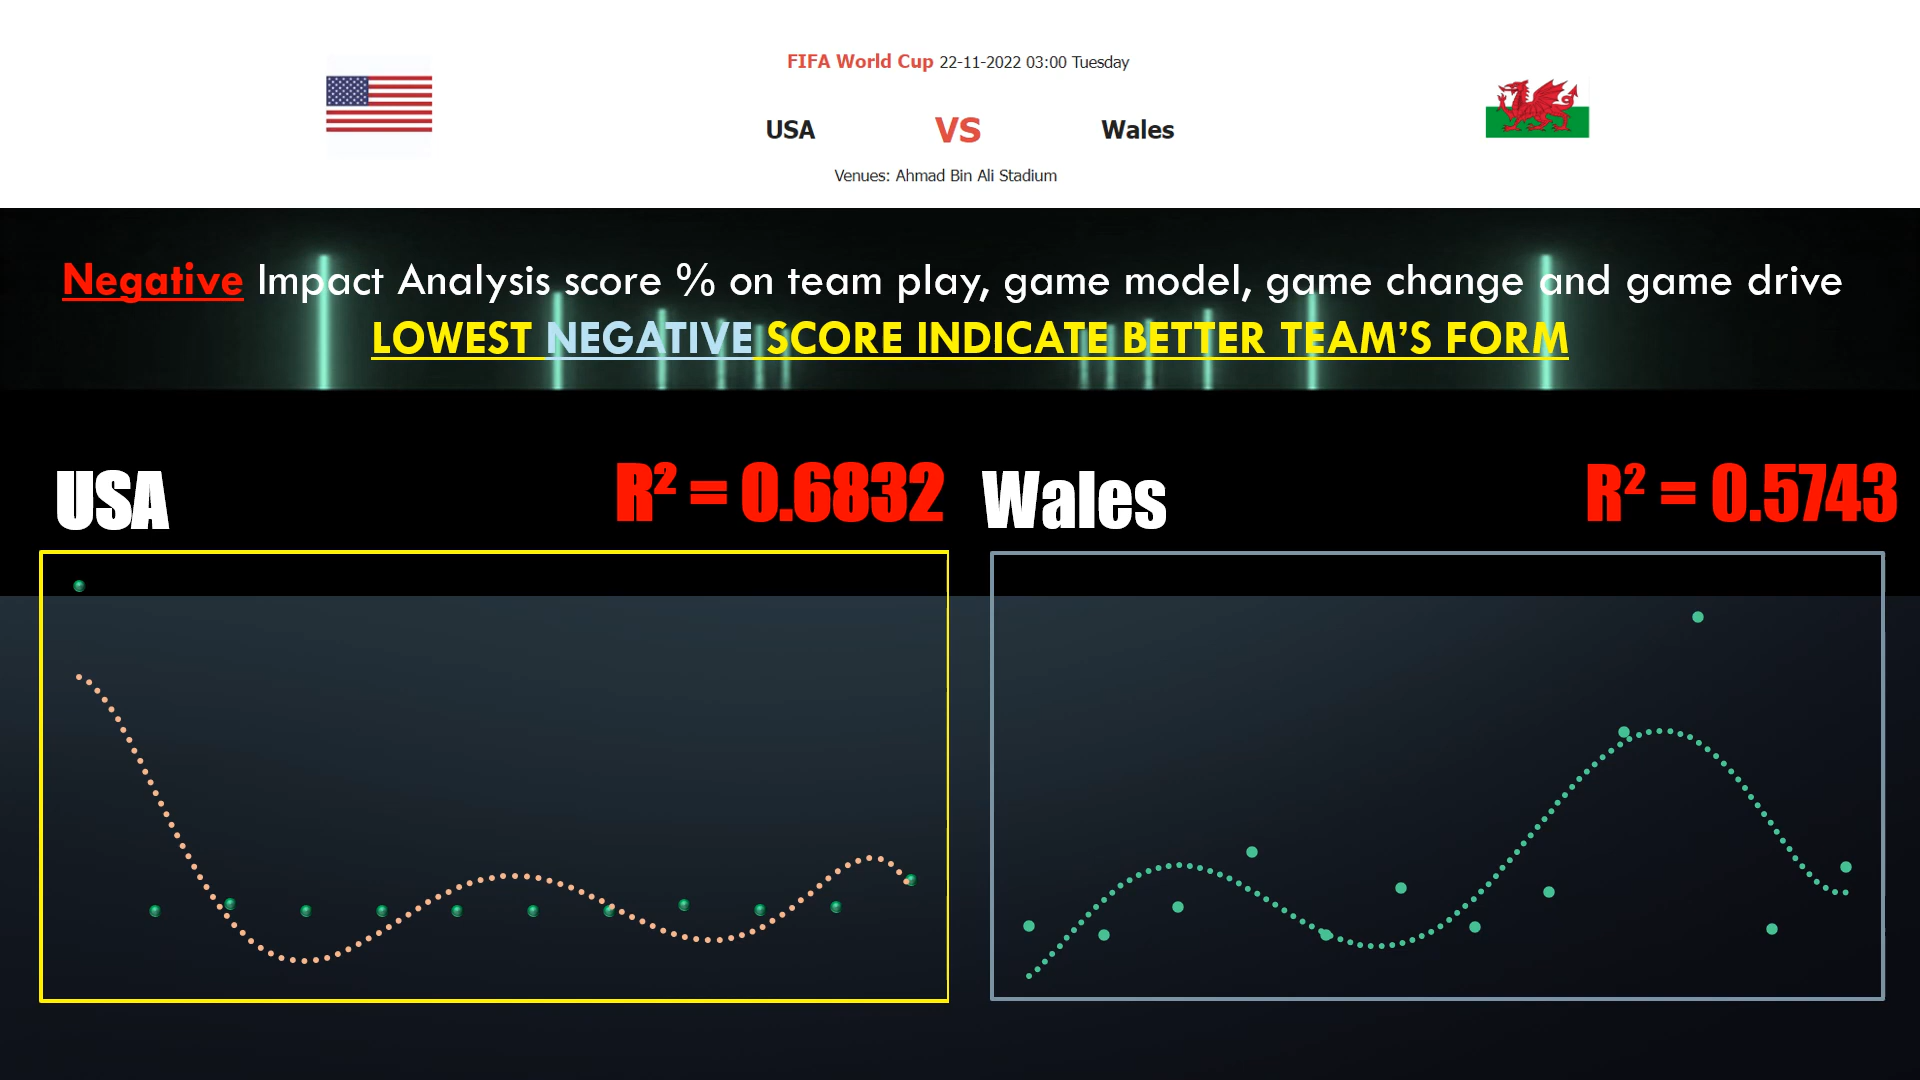 FIFA World Cup 22-11-2022 03:00 Tuesday
USA VS Wales
Venues: Ahmad Bin Ali Stadium
Negative Impact Analysis score % on team play, game model, game change and game drive
LOWEST NEGATIVE SCORE INDICATE BETTER TEAM’S FORM
USA R² = 0.6832
Wales R² = 0.5743